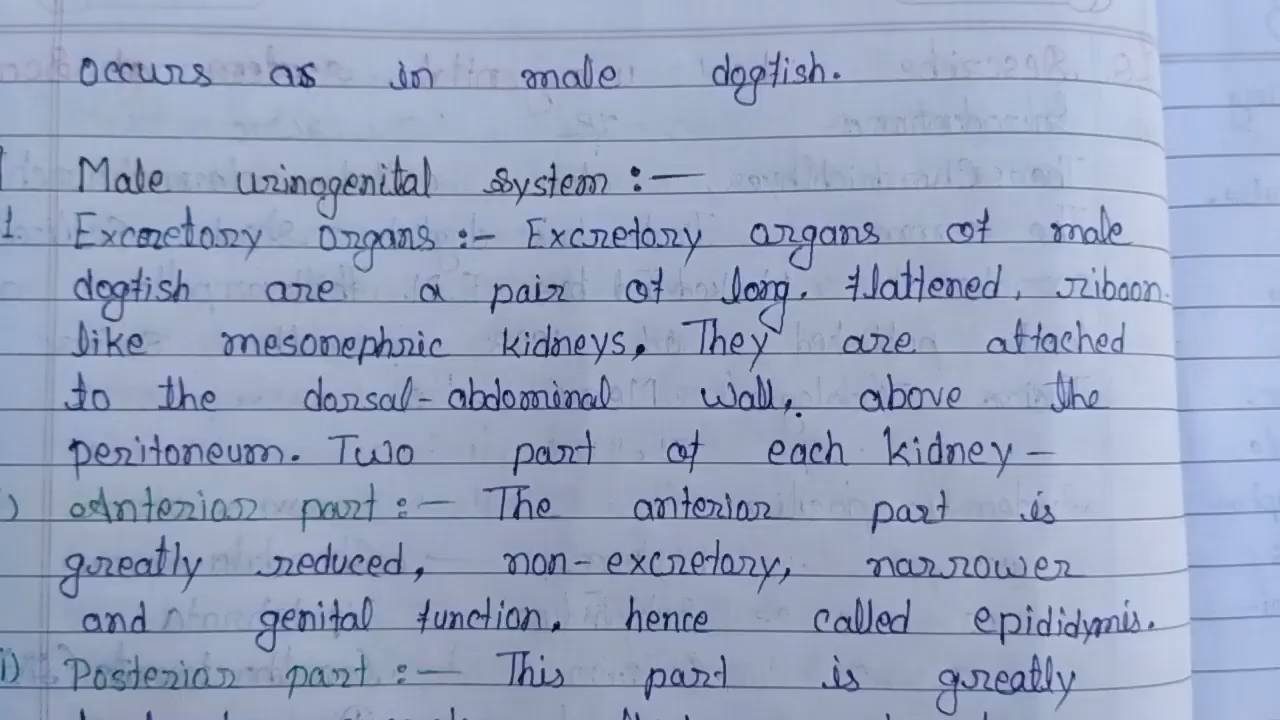 occurs as in male dogfish.
Male urinogenital system :—
1. Excoretory organs :- Excretory organs of male
dogfish are a pair of long, flattened, riboon
like mesonephric kidneys. They are attached
to the dorsal-abdominal wall, above the
peritoneum. Two part of each kidney —
i) Anterior part :— The anterior part is
greatly reduced, non-excretory, narrower
and genital function, hence called epididymis.
i) Posterior part :— This part is greatly